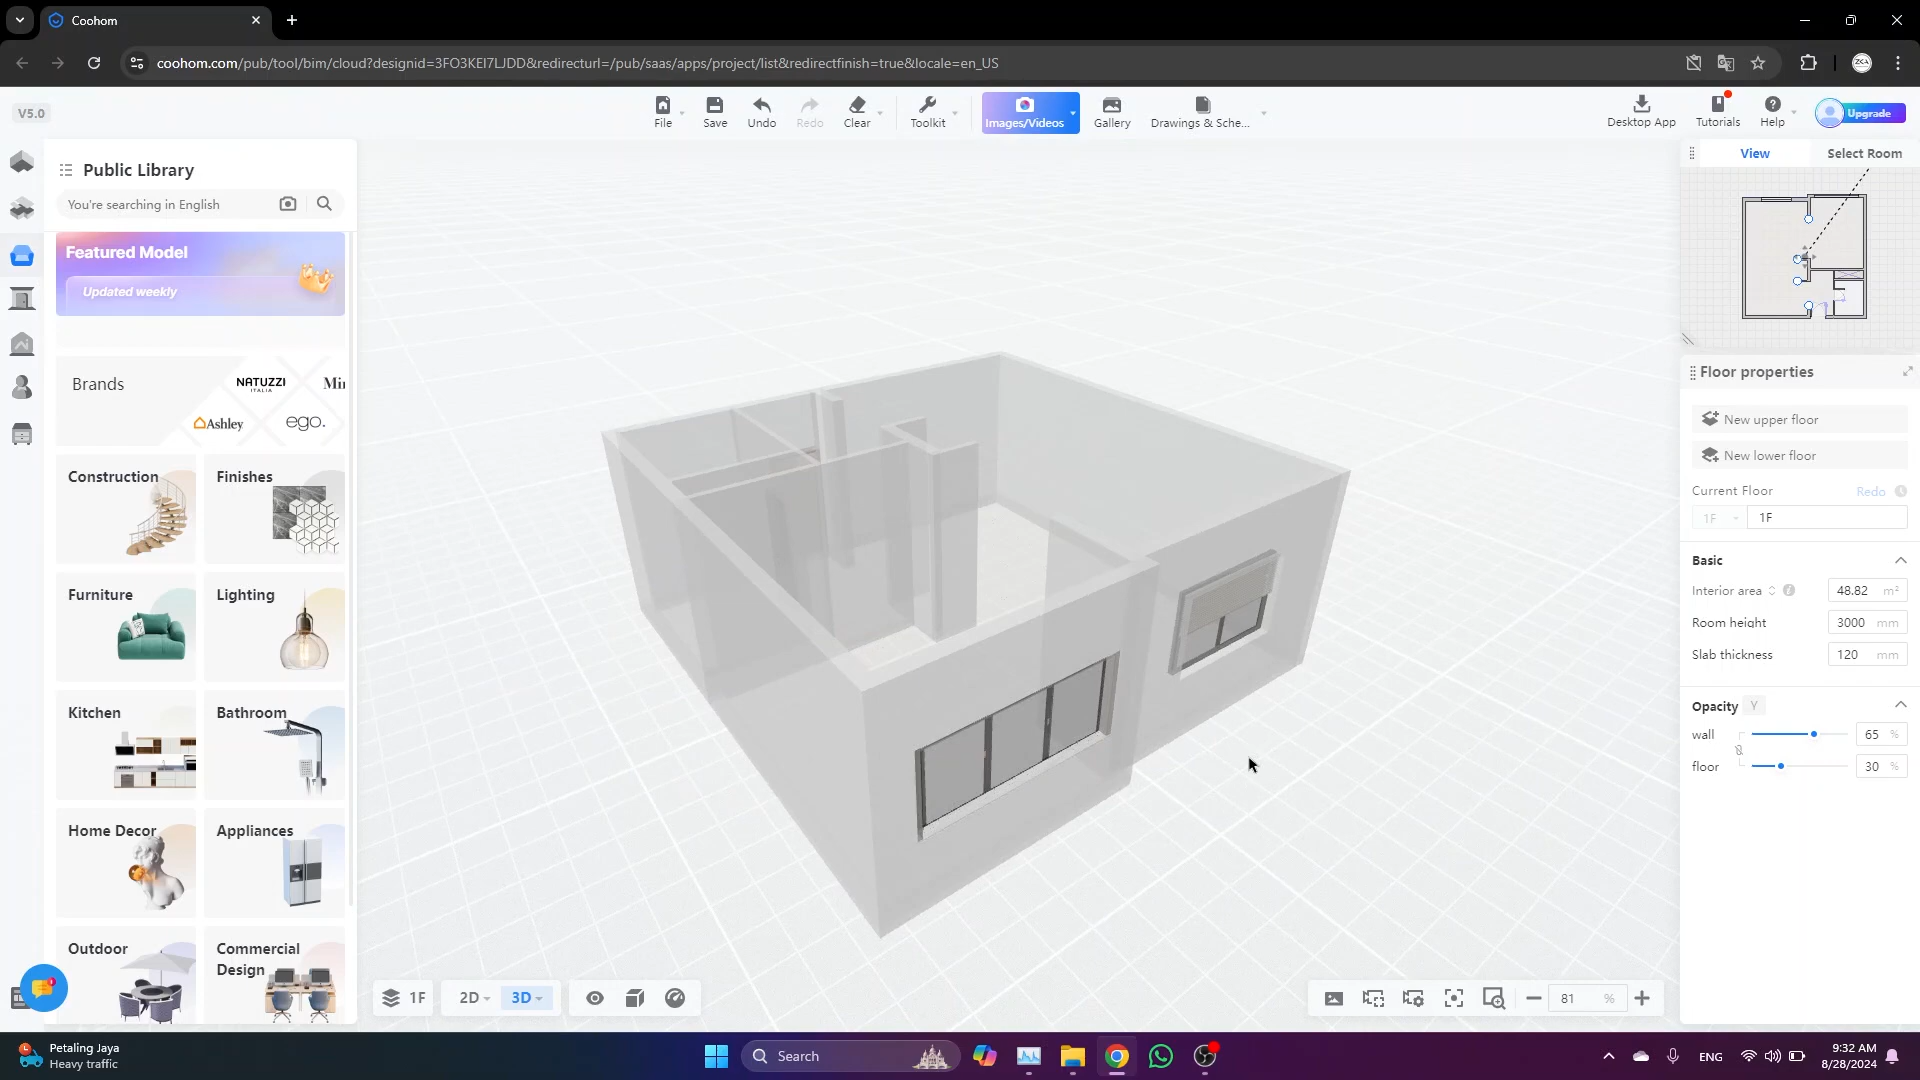 Coohom
coohom.com/pub/tool/bim/cloud?designid=3FO3KEI7LJDD&redirecturl=/pub/saas/apps/project/list&redirectfinish=true&locale=en_US
ZKA
V5.0
File
Save
Undo
Redo
Clear
Toolkit
Images/Videos
Gallery
Drawings & Sche...
Desktop App
Tutorials
Help
Upgrade
Public Library
You're searching in English
Featured Model
Updated weekly
Brands
NATUZZI
ITALIA
Mi
Ashley
ego.
Construction
Finishes
Furniture
Lighting
Kitchen
Bathroom
Home Decor
Appliances
Outdoor
Commercial
Design
1F
2D
3D
81 %
View
Select Room
Floor properties
New upper floor
New lower floor
Current Floor
Redo
1F
1F
Basic
Interior area
48.82 m²
Room height
3000 mm
Slab thickness
120 mm
Opacity Y
wall
65 %
floor
30 %
Petaling Jaya
Heavy traffic
Search
ENG
9:32 AM
8/28/2024